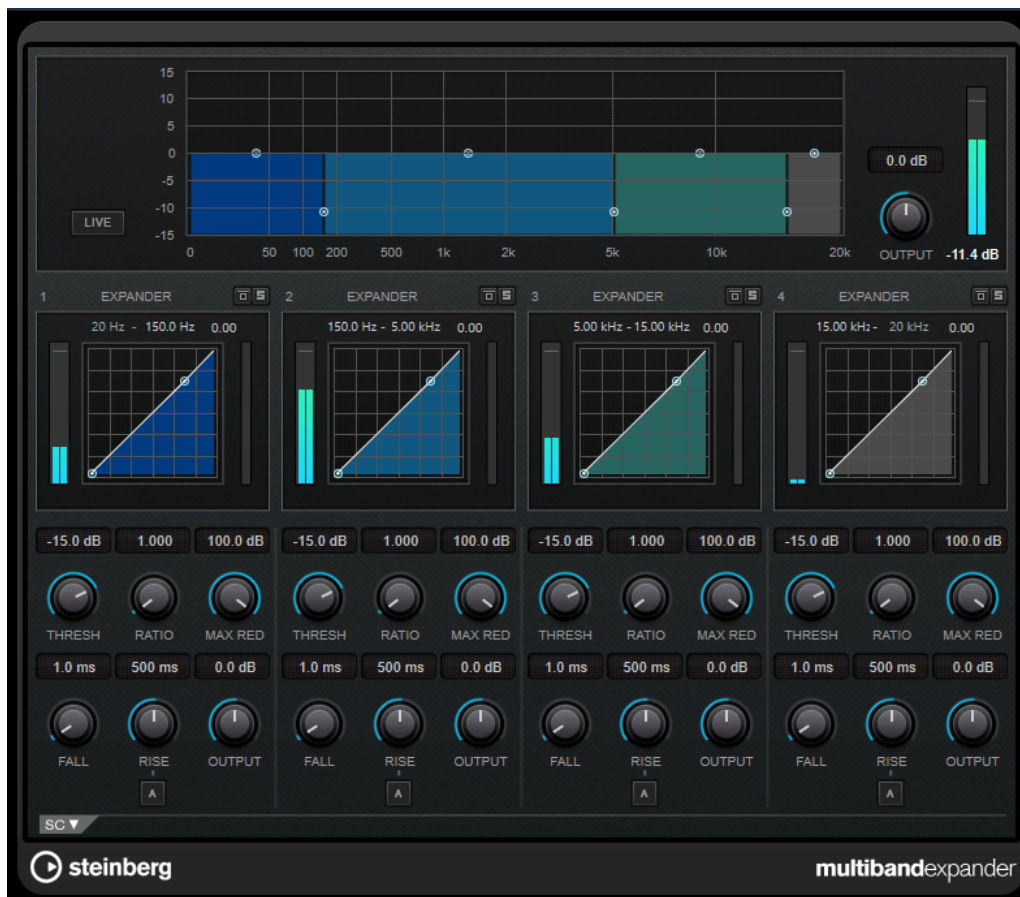 15
10
5
0
-5
-10
-15
LIVE
0 50 100 200 500 1k 2k 5k 10k 20k
0.0 dB
OUTPUT -11.4 dB
1 EXPANDER S 2 EXPANDER S 3 EXPANDER S 4 EXPANDER S
20 Hz - 150.0 Hz 0.00 150.0 Hz - 5.00 kHz 0.00 5.00 kHz - 15.00 kHz 0.00 15.00 kHz - 20 kHz 0.00
-15.0 dB 1.000 100.0 dB -15.0 dB 1.000 100.0 dB -15.0 dB 1.000 100.0 dB -15.0 dB 1.000 100.0 dB
THRESH RATIO MAX RED THRESH RATIO MAX RED THRESH RATIO MAX RED THRESH RATIO MAX RED
1.0 ms 500 ms 0.0 dB 1.0 ms 500 ms 0.0 dB 1.0 ms 500 ms 0.0 dB 1.0 ms 500 ms 0.0 dB
FALL RISE OUTPUT FALL RISE OUTPUT FALL RISE OUTPUT FALL RISE OUTPUT
A A A A
SC ▼
steinberg multibandexpander